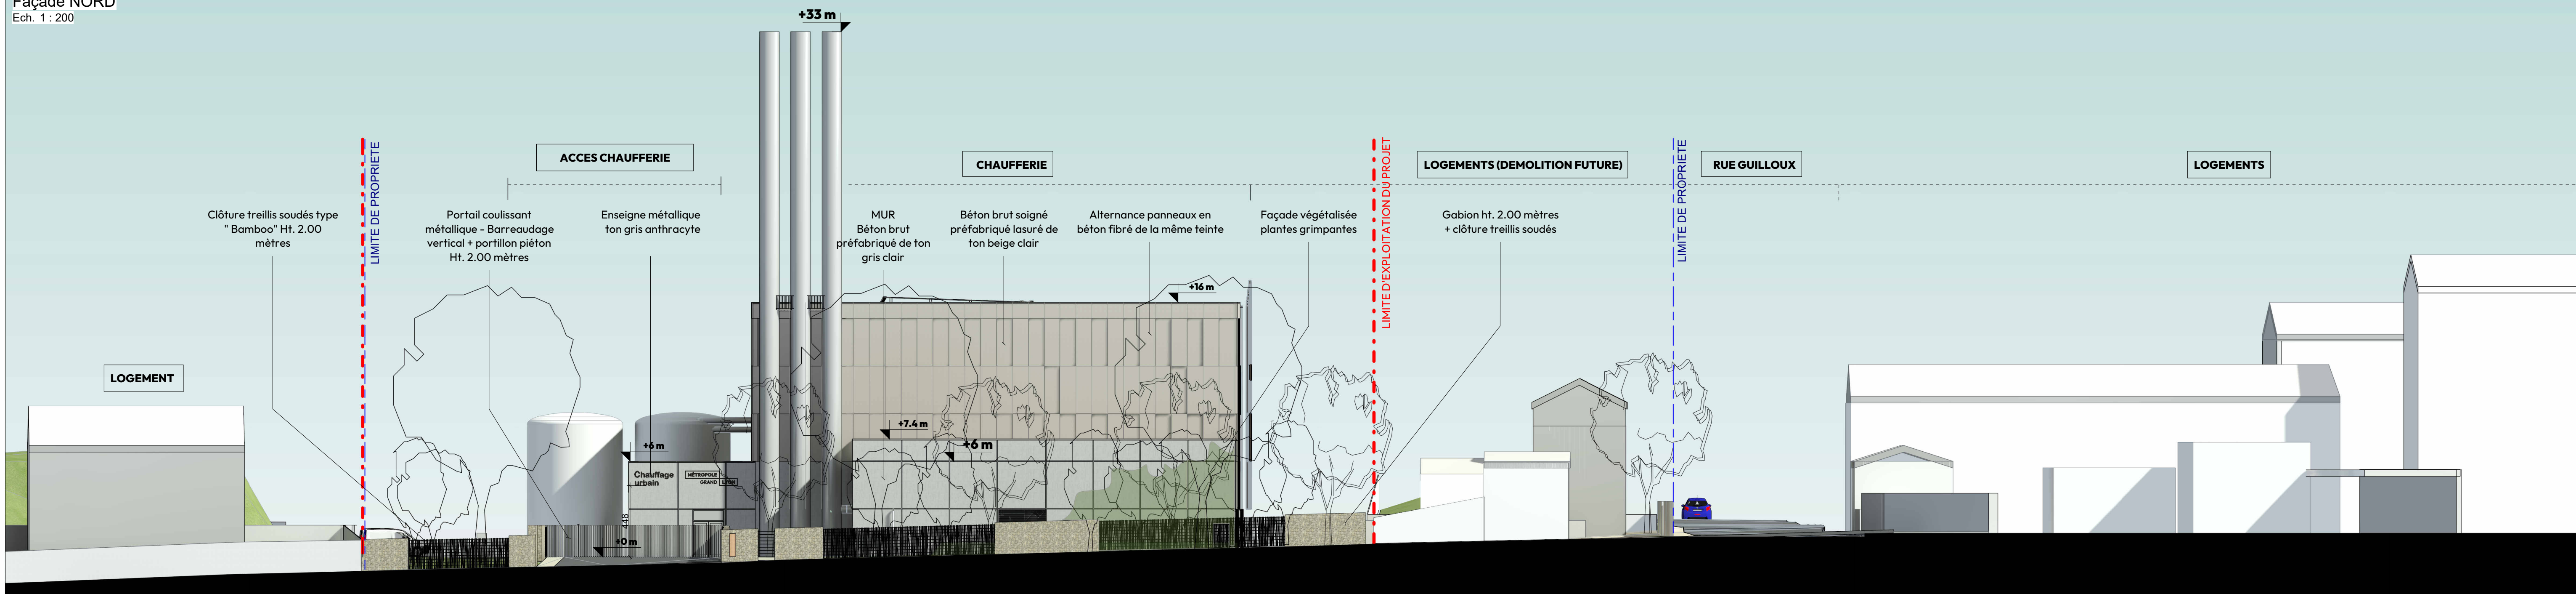 Façade NORD
Ech. 1 : 200
+33 m
ACCES CHAUFFERIE
CHAUFFERIE
LOGEMENTS (DEMOLITION FUTURE)
RUE GUILLOUX
LOGEMENTS
LIMITE DE PROPRIETE
LIMITE D'EXPLOITATION DU PROJET
LIMITE DE PROPRIETE
Clôture treillis soudés type
" Bamboo" Ht. 2.00
mètres
Portail coulissant
métallique - Barreaudage
vertical + portillon piéton
Ht. 2.00 mètres
Enseigne métallique
ton gris anthracyte
MUR
Béton brut
préfabriqué de ton
gris clair
Béton brut soigné
préfabriqué lasuré de
ton beige clair
Alternance panneaux en
béton fibré de la même teinte
Façade végétalisée
plantes grimpantes
Gabion ht. 2.00 mètres
+ clôture treillis soudés
+16 m
LOGEMENT
+7.4 m
+6 m
+6 m
Chauffage
urbain
MÉTROPOLE
GRAND LYON
448
+0 m